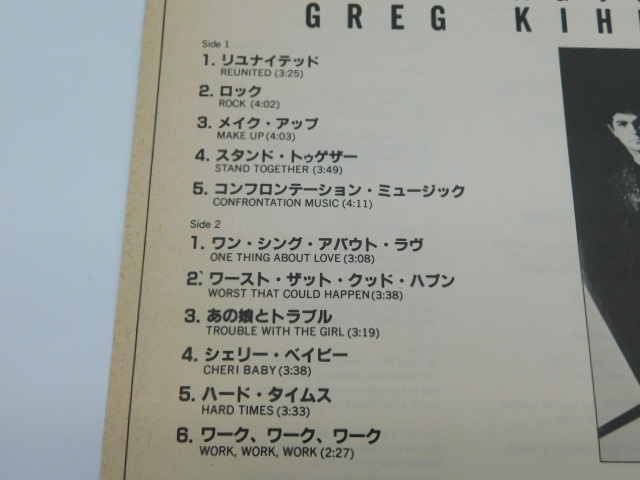 GREG KIH
Side 1
1. リユナイテッド
REUNITED (3:25)
2. ロック
ROCK (4:02)
3. メイク・アップ
MAKE UP (4:03)
4. スタンド・トゥゲザー
STAND TOGETHER (3:49)
5. コンフロンテーション・ミュージック
CONFRONTATION MUSIC (4:11)
Side 2
1. ワン・シング・アバウト・ラヴ
ONE THING ABOUT LOVE (3:08)
2. ワースト・ザット・クッド・ハプン
WORST THAT COULD HAPPEN (3:38)
3. あの娘とトラブル
TROUBLE WITH THE GIRL (3:19)
4. シェリー・ベイビー
CHERI BABY (3:38)
5. ハード・タイムス
HARD TIMES (3:33)
6. ワーク、ワーク、ワーク
WORK, WORK, WORK (2:27)